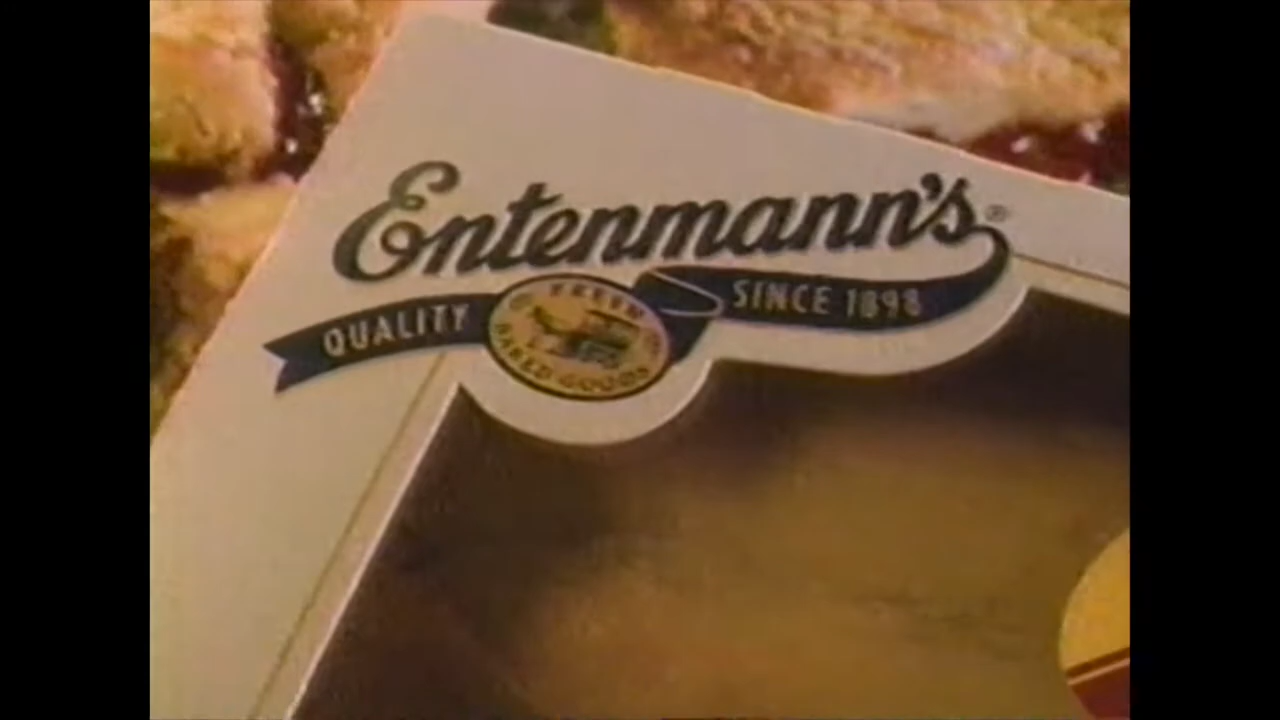 Entenmann's®
QUALITY
FRESH
BAKED GOODS
SINCE 1898